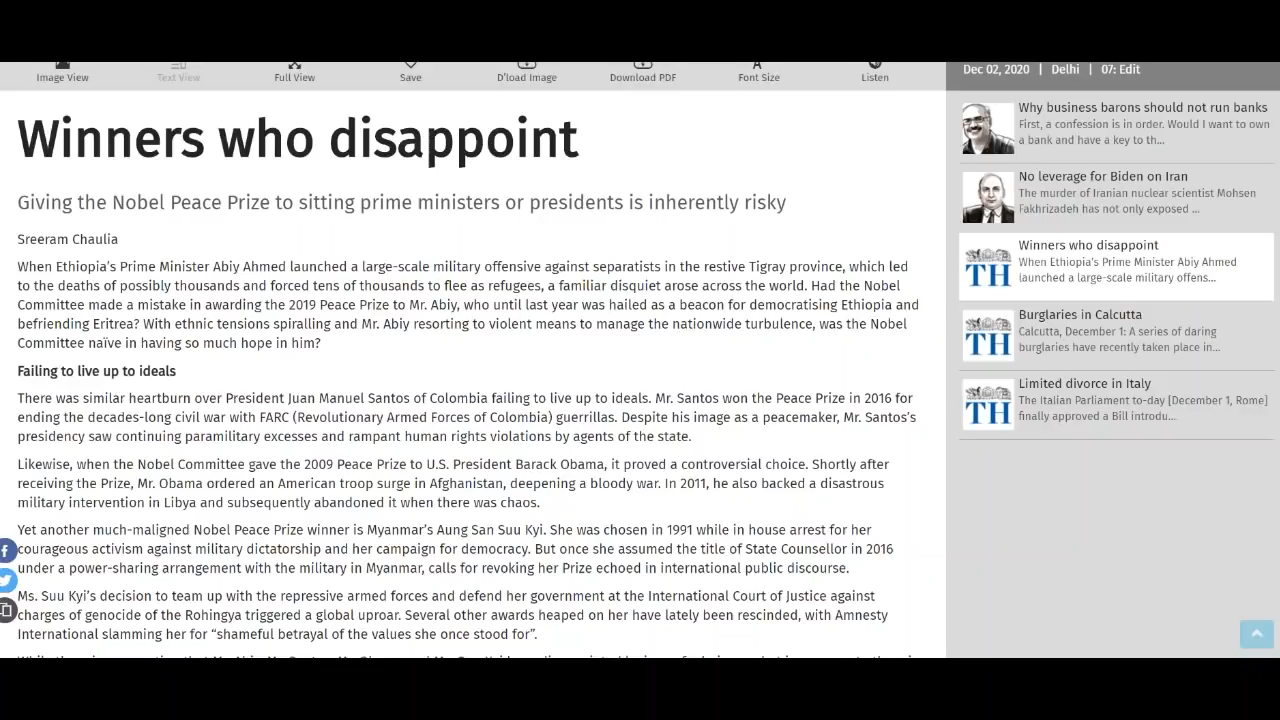 Image View
Text View
Full View
Save
D'load Image
Download PDF
Font Size
Listen
Dec 02, 2020 | Delhi | 07: Edit
Winners who disappoint
Giving the Nobel Peace Prize to sitting prime ministers or presidents is inherently risky
Sreeram Chaulia
When Ethiopia's Prime Minister Abiy Ahmed launched a large-scale military offensive against separatists in the restive Tigray province, which led
to the deaths of possibly thousands and forced tens of thousands to flee as refugees, a familiar disquiet arose across the world. Had the Nobel
Committee made a mistake in awarding the 2019 Peace Prize to Mr. Abiy, who until last year was hailed as a beacon for democratising Ethiopia and
befriending Eritrea? With ethnic tensions spiralling and Mr. Abiy resorting to violent means to manage the nationwide turbulence, was the Nobel
Committee naïve in having so much hope in him?
Failing to live up to ideals
There was similar heartburn over President Juan Manuel Santos of Colombia failing to live up to ideals. Mr. Santos won the Peace Prize in 2016 for
ending the decades-long civil war with FARC (Revolutionary Armed Forces of Colombia) guerrillas. Despite his image as a peacemaker, Mr. Santos's
presidency saw continuing paramilitary excesses and rampant human rights violations by agents of the state.
Likewise, when the Nobel Committee gave the 2009 Peace Prize to U.S. President Barack Obama, it proved a controversial choice. Shortly after
receiving the Prize, Mr. Obama ordered an American troop surge in Afghanistan, deepening a bloody war. In 2011, he also backed a disastrous
military intervention in Libya and subsequently abandoned it when there was chaos.
Yet another much-maligned Nobel Peace Prize winner is Myanmar's Aung San Suu Kyi. She was chosen in 1991 while in house arrest for her
courageous activism against military dictatorship and her campaign for democracy. But once she assumed the title of State Counsellor in 2016
under a power-sharing arrangement with the military in Myanmar, calls for revoking her Prize echoed in international public discourse.
Ms. Suu Kyi's decision to team up with the repressive armed forces and defend her government at the International Court of Justice against
charges of genocide of the Rohingya triggered a global uproar. Several other awards heaped on her have lately been rescinded, with Amnesty
International slamming her for "shameful betrayal of the values she once stood for".
Why business barons should not run banks
First, a confession is in order. Would I want to own
a bank and have a key to th...
No leverage for Biden on Iran
The murder of Iranian nuclear scientist Mohsen
Fakhrizadeh has not only exposed ...
TH
Winners who disappoint
When Ethiopia's Prime Minister Abiy Ahmed
launched a large-scale military offens...
TH
Burglaries in Calcutta
Calcutta, December 1: A series of daring
burglaries have recently taken place in...
TH
Limited divorce in Italy
The Italian Parliament to-day [December 1, Rome]
finally approved a Bill introdu...